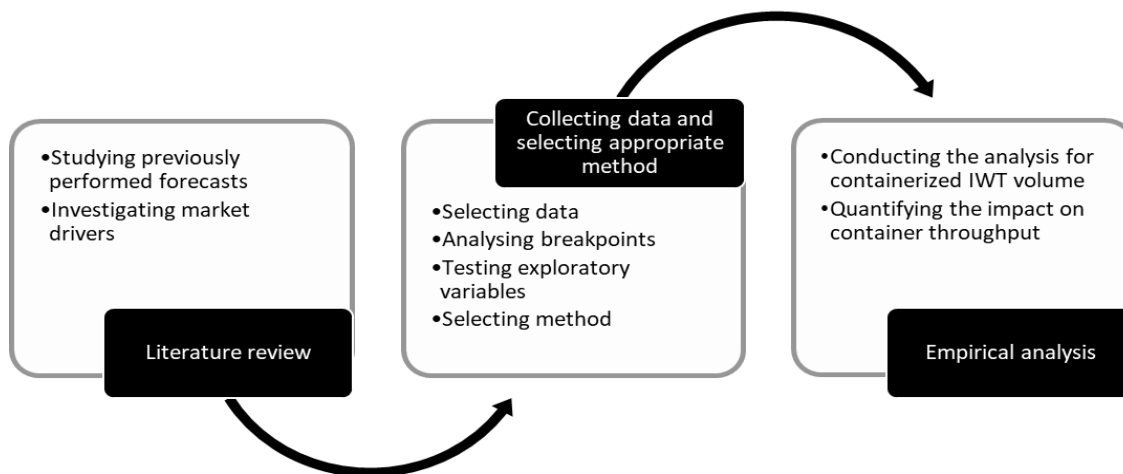 •Studying previously
performed forecasts
•Investigating market
drivers
Literature review
Collecting data and
selecting appropriate
method
•Selecting data
•Analysing breakpoints
•Testing exploratory
variables
•Selecting method
•Conducting the analysis for
containerized IWT volume
•Quantifying the impact on
container throughput
Empirical analysis